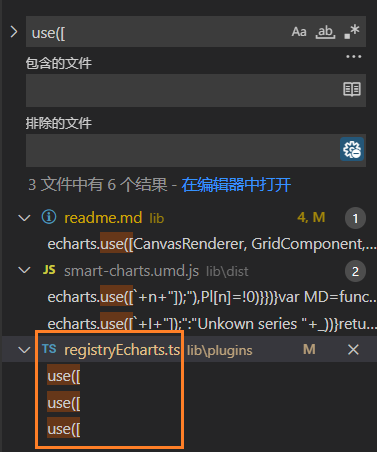 use([
Aa ab .*
包含的文件
排除的文件
3 文件中有 6 个结果 - 在编辑器中打开
readme.md lib 4, M 1
echarts.use([CanvasRenderer, GridComponent,...
JS smart-charts.umd.js lib\dist 2
echarts.use([`+n+"]);"),Pl[n]=!0)}})}var MD=func...
echarts.use([`+I+"]);":"Unkown series "+_))}retu...
TS registryEcharts.ts lib\plugins M
use([
use([
use([